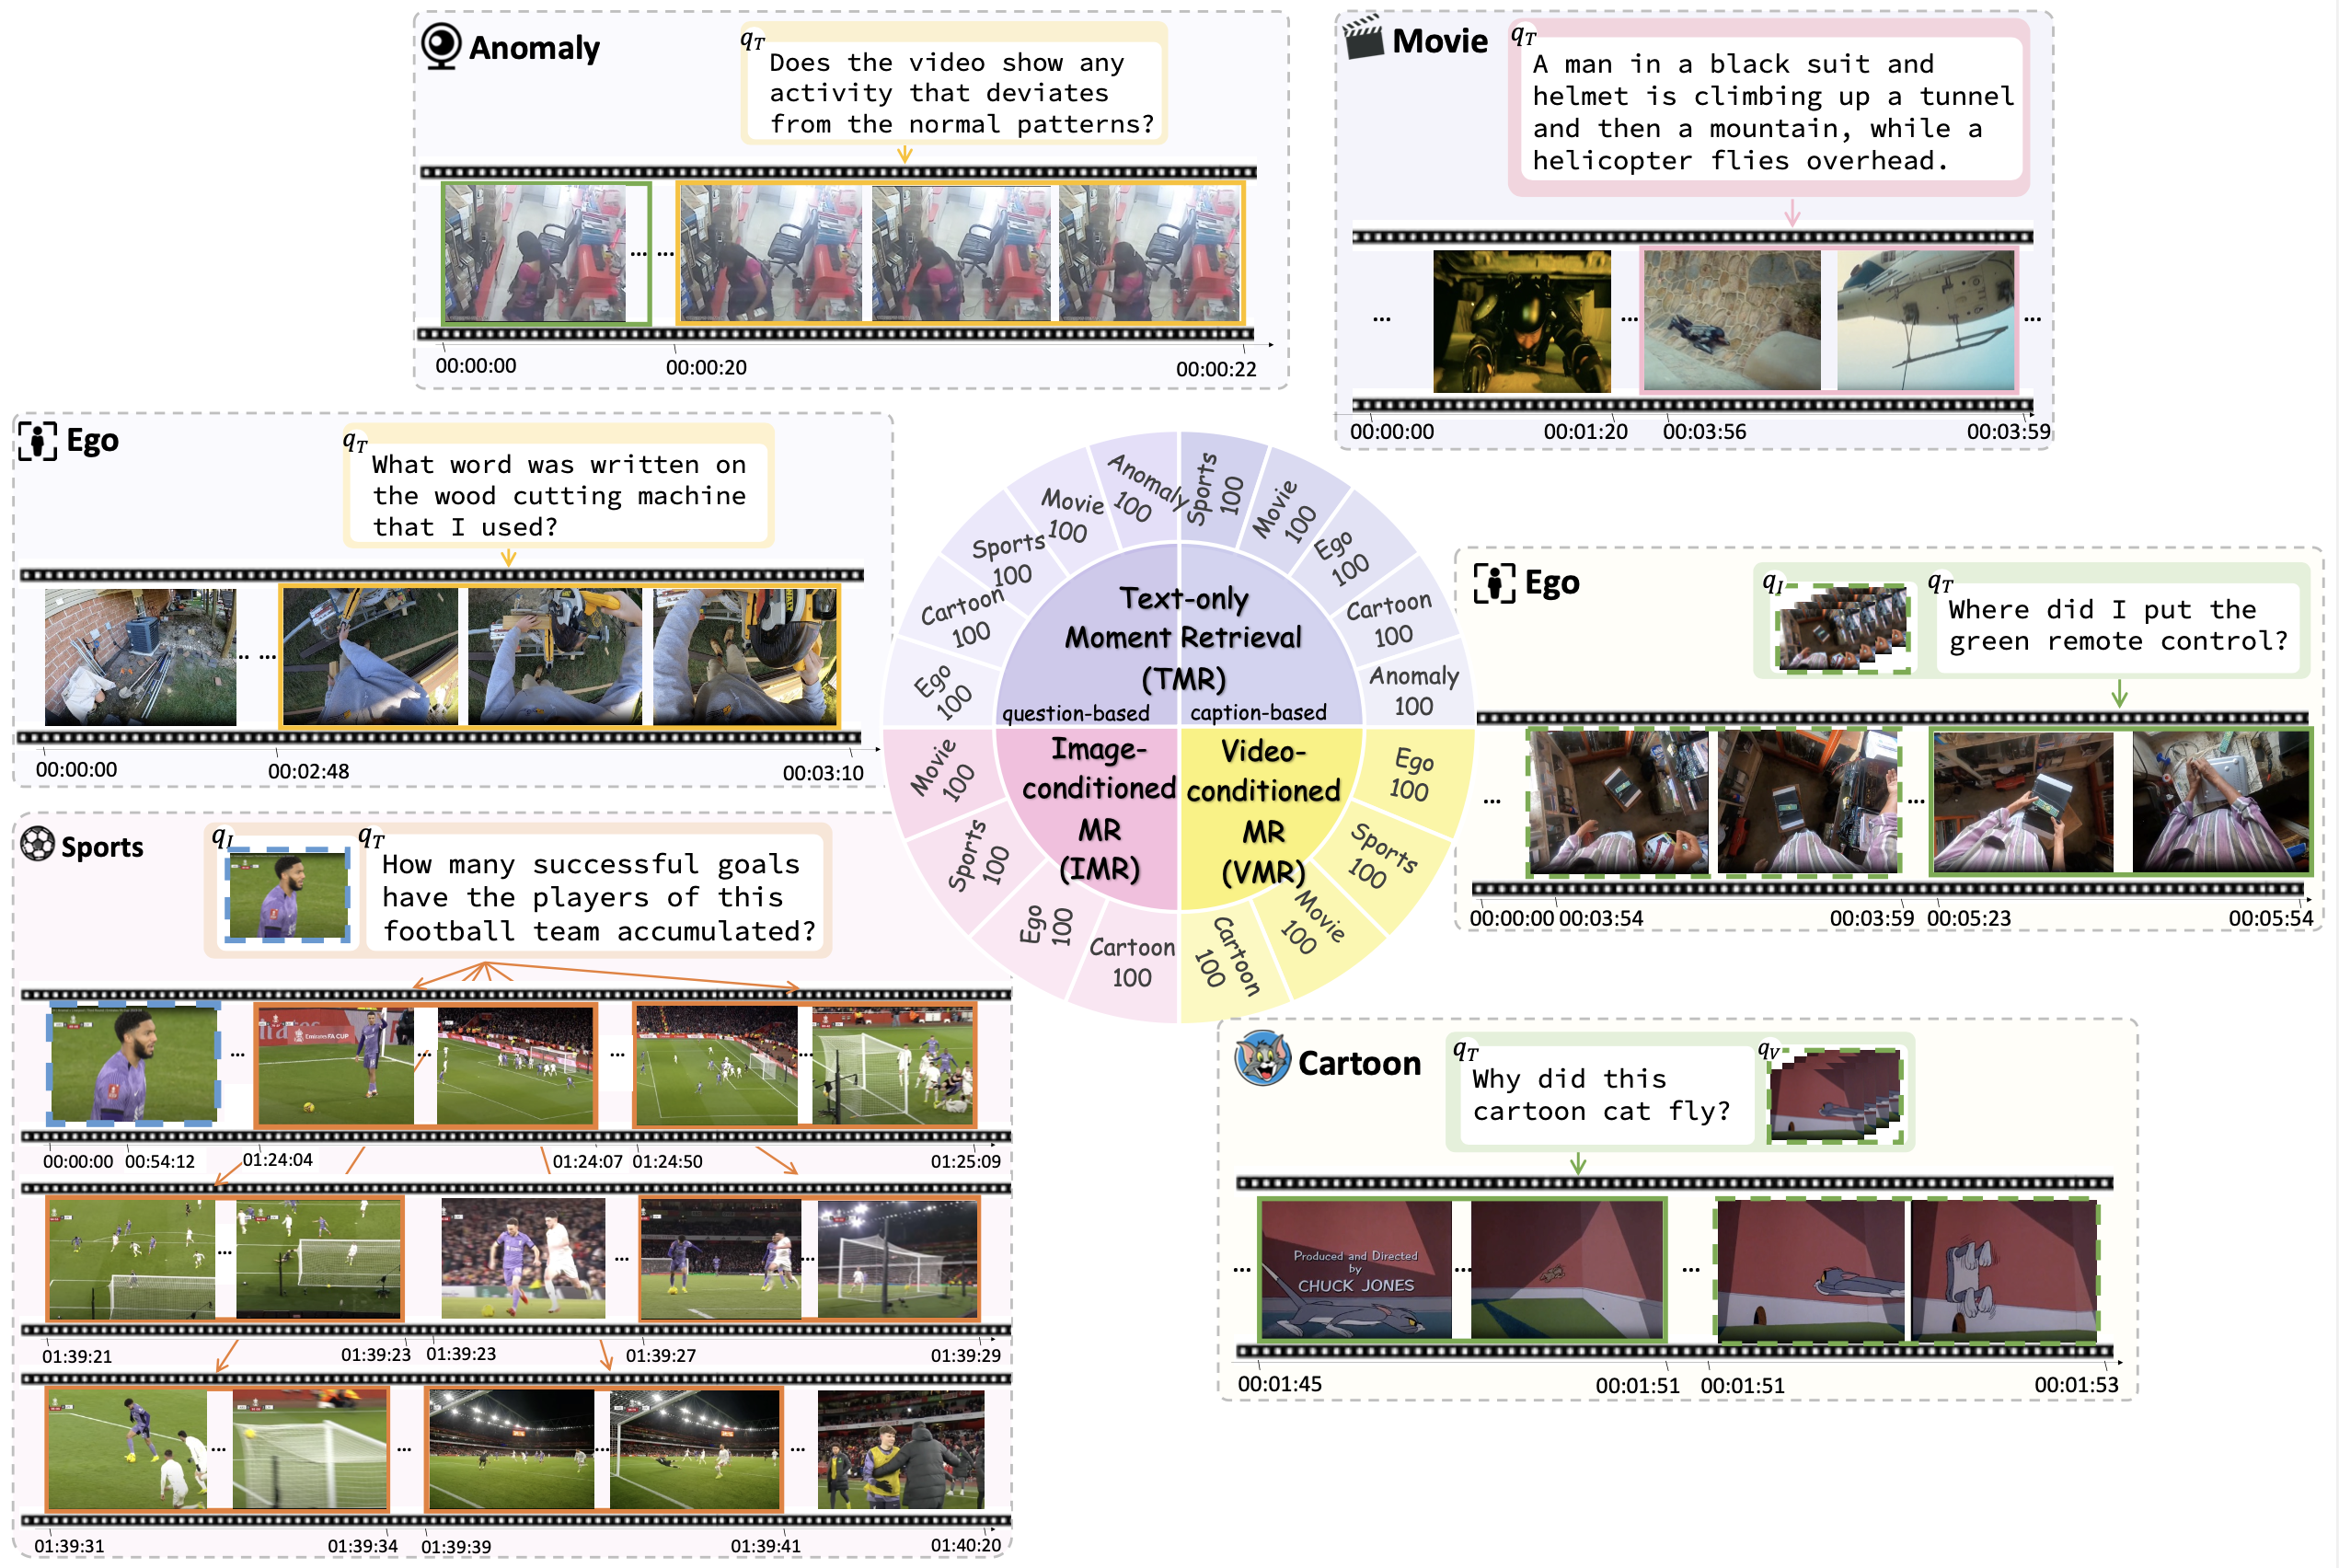 Anomaly
qT
Does the video show any
activity that deviates
from the normal patterns?
... ...
00:00:00
00:00:20
00:00:22
Movie
qT
A man in a black suit and
helmet is climbing up a tunnel
and then a mountain, while a
helicopter flies overhead.
...
...
...
00:00:00
00:01:20
00:03:56
00:03:59
Ego
qT
What word was written on
the wood cutting machine
that I used?
.. ...
00:00:00
00:02:48
00:03:10
Anomaly
100
Movie
100
Sports
100
Cartoon
100
Ego
100
Sports
100
Movie
100
Ego
100
Cartoon
100
Anomaly
100
Text-only
Moment Retrieval
(TMR)
question-based
caption-based
Image-
conditioned
MR
(IMR)
Video-
conditioned
MR
(VMR)
Movie
100
Sports
100
Ego
100
Cartoon
100
Ego
100
Sports
100
Movie
100
Cartoon
100
Ego
qI
qT
Where did I put the
green remote control?
...
...
00:00:00
00:03:54
00:03:59
00:05:23
00:05:54
Sports
qI
qT
How many successful goals
have the players of this
football team accumulated?
...
Emirates FA CUP
...
...
...
00:00:00
00:54:12
01:24:04
01:24:07
01:24:50
01:25:09
...
...
...
01:39:21
01:39:23
01:39:23
01:39:27
01:39:29
...
...
...
...
01:39:31
01:39:34
01:39:39
01:39:41
01:40:20
Cartoon
qT
Why did this
cartoon cat fly?
qV
...
Produced and Directed
by
CHUCK JONES
...
...
00:01:45
00:01:51
00:01:51
00:01:53